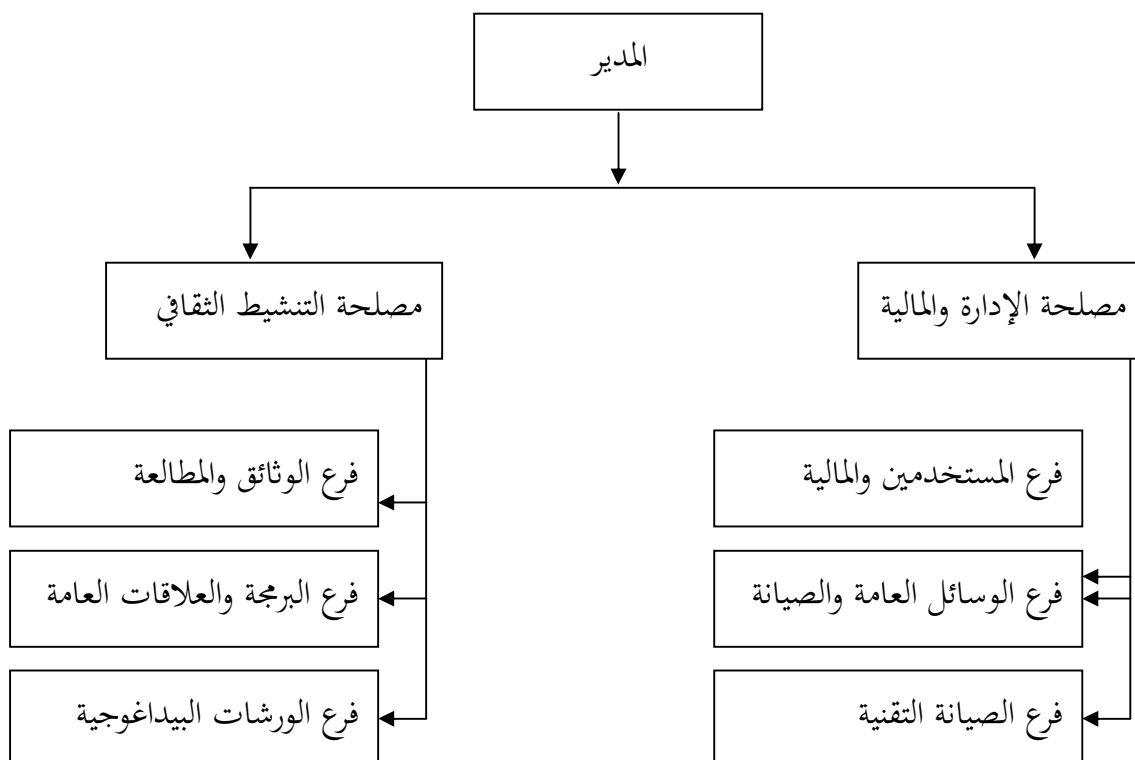 المدير
مصلحة الإدارة والمالية
مصلحة التنشيط الثقافي
فرع المستخدمين والمالية
فرع الوثائق والمطالعة
فرع الوسائل العامة والصيانة
فرع البرمجة والعلاقات العامة
فرع الصيانة التقنية
فرع الورشات البيداغوجية